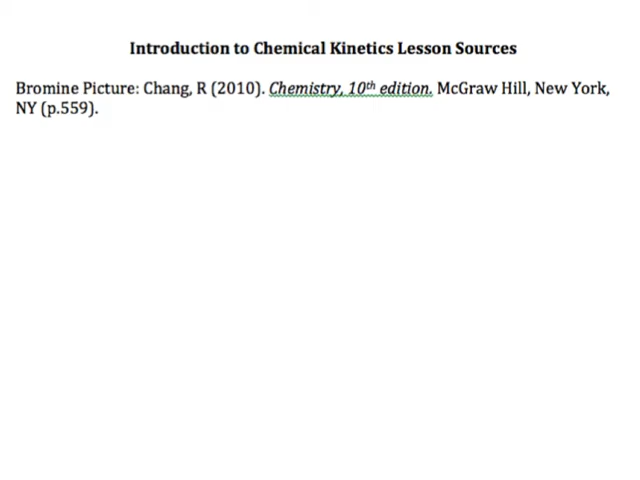 Introduction to Chemical Kinetics Lesson Sources
Bromine Picture: Chang, R (2010). Chemistry, 10th edition. McGraw Hill, New York,
NY (p.559).